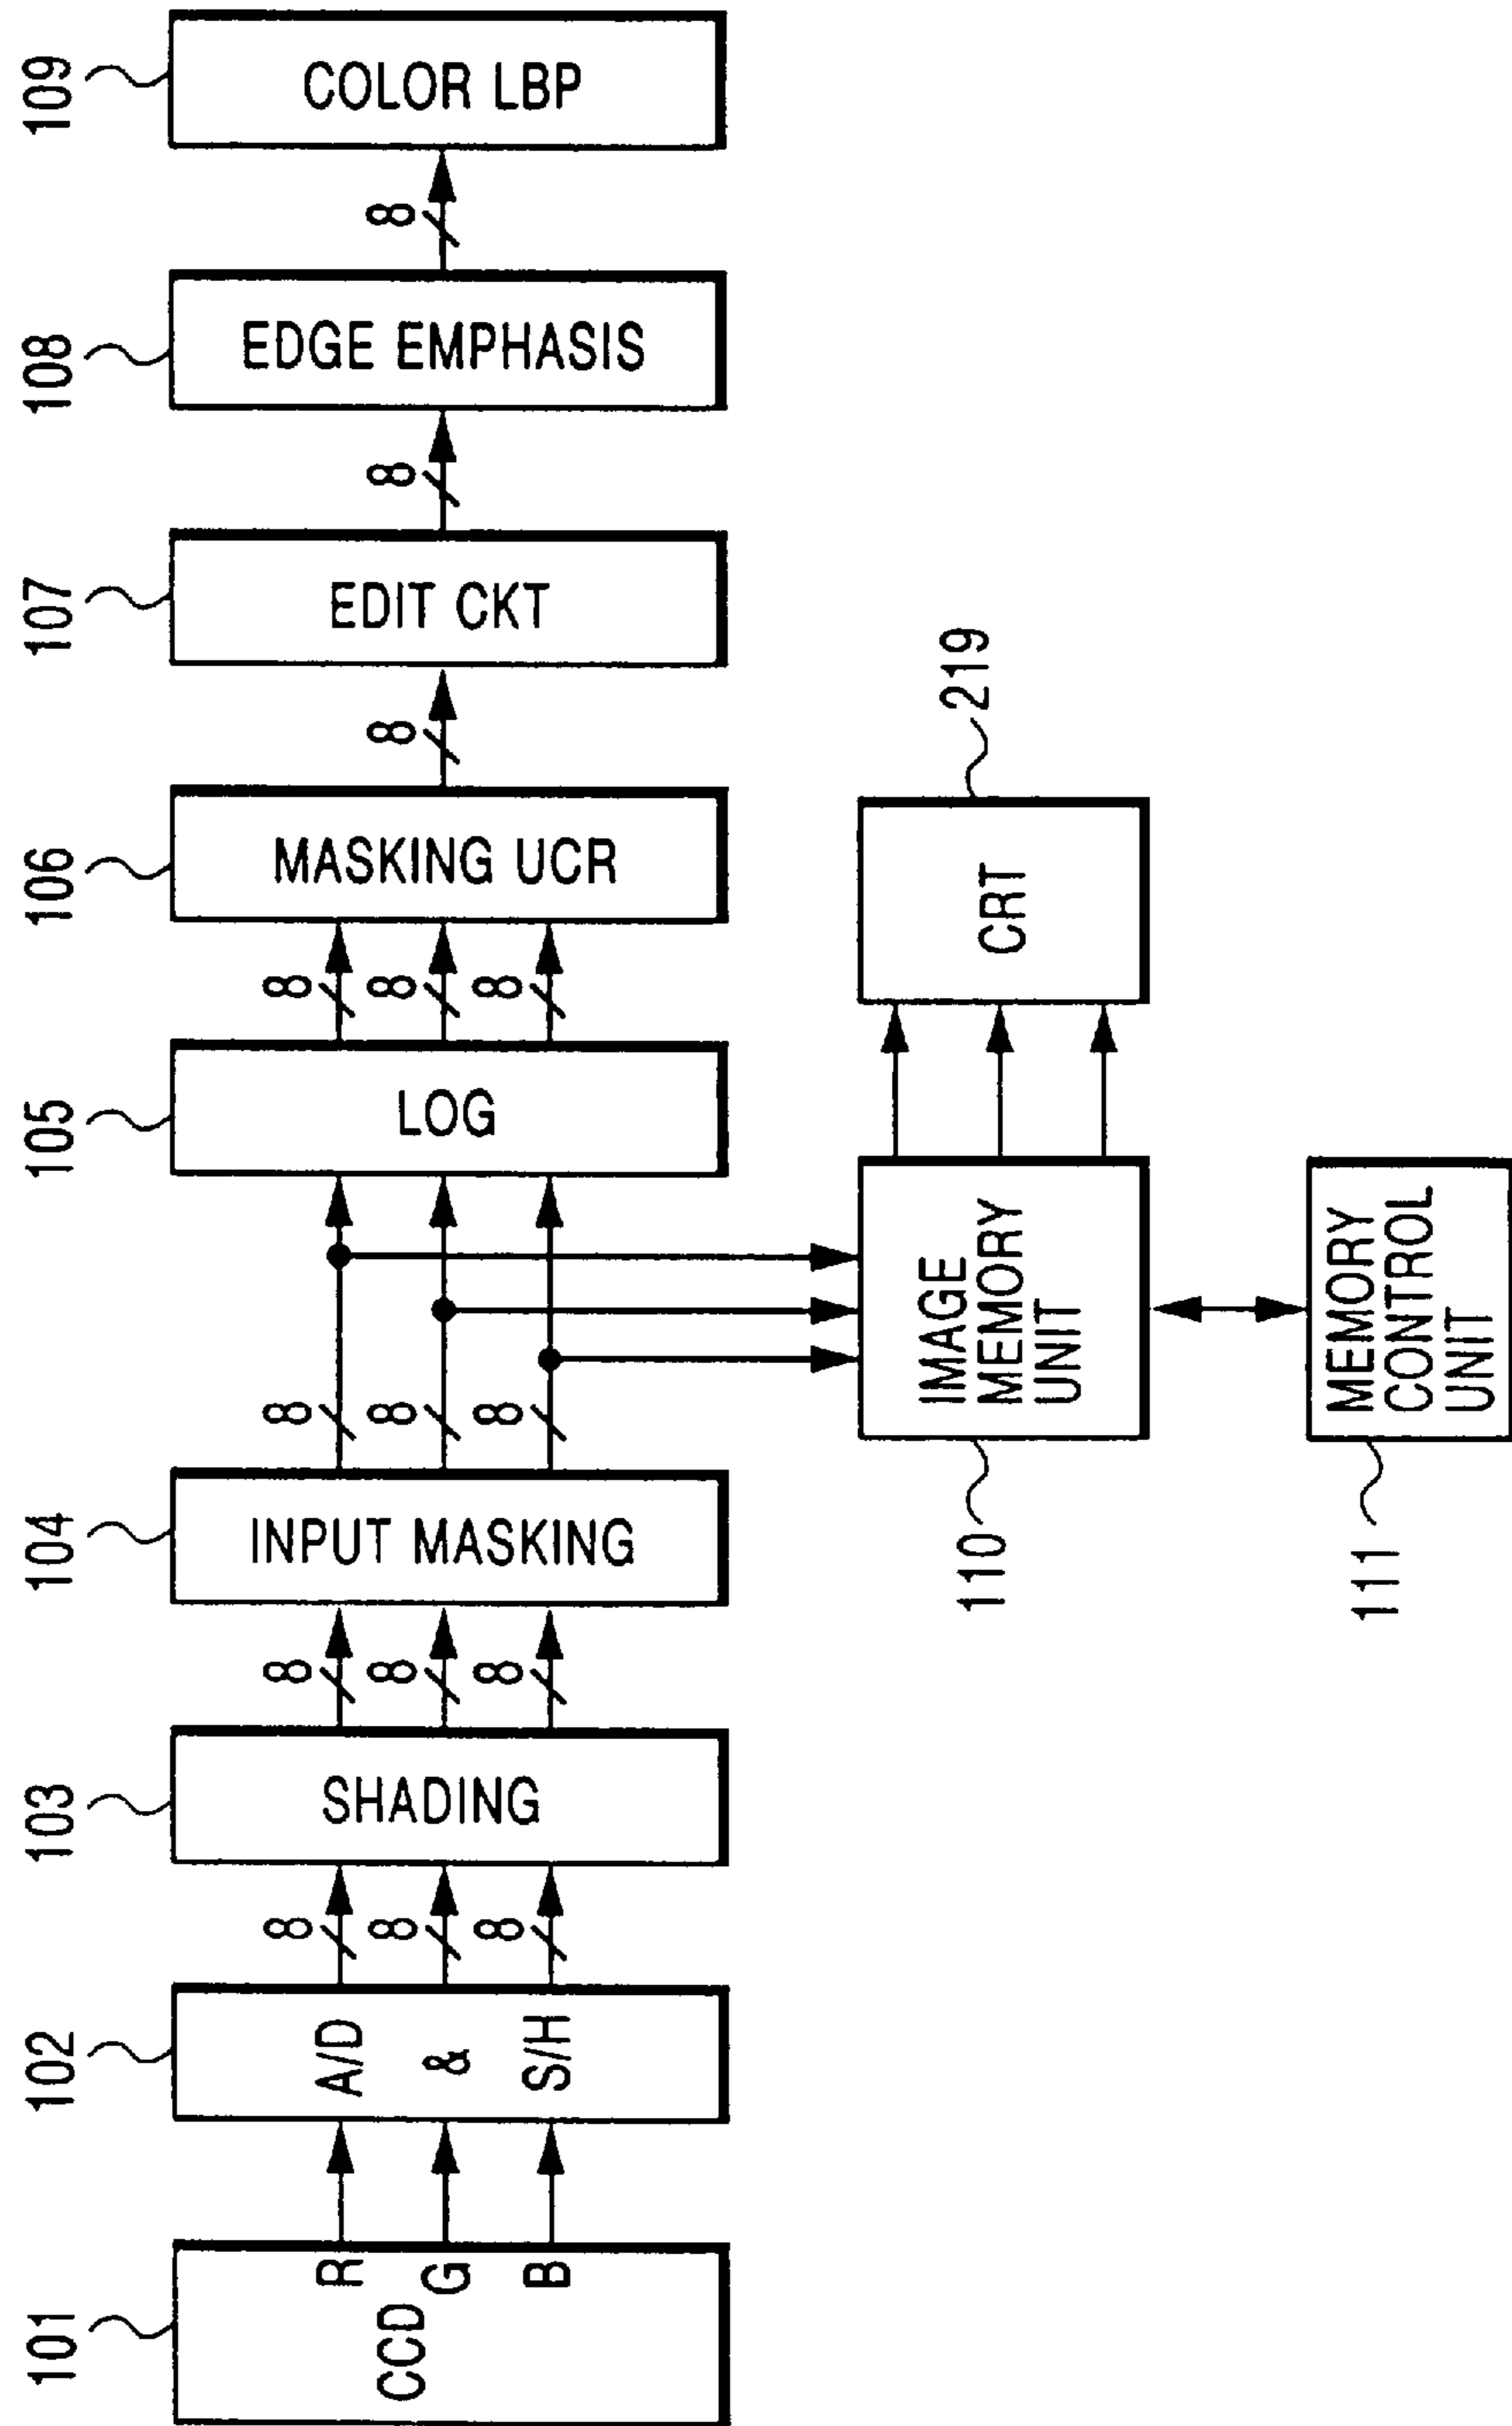 101
102
103
104
105
106
107
108
109
CCD
R
G
B
A/D
&
S/H
8
8
8
SHADING
8
8
8
INPUT MASKING
8
8
8
LOG
8
8
8
MASKING UCR
8
EDIT CKT
8
EDGE EMPHASIS
8
COLOR LBP
110
IMAGE
MEMORY
UNIT
CRT
219
111
MEMORY
CONTROL
UNIT